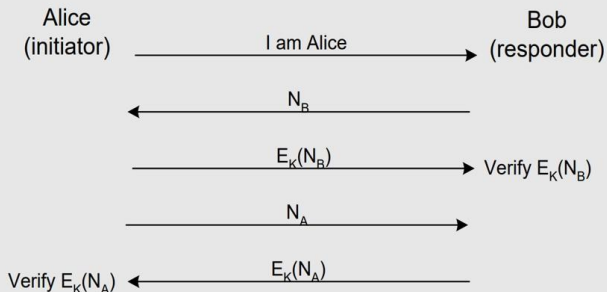 Alice
(initiator)
Bob
(responder)
I am Alice
N_B
E_K(N_B)
Verify E_K(N_B)
N_A
E_K(N_A)
Verify E_K(N_A)